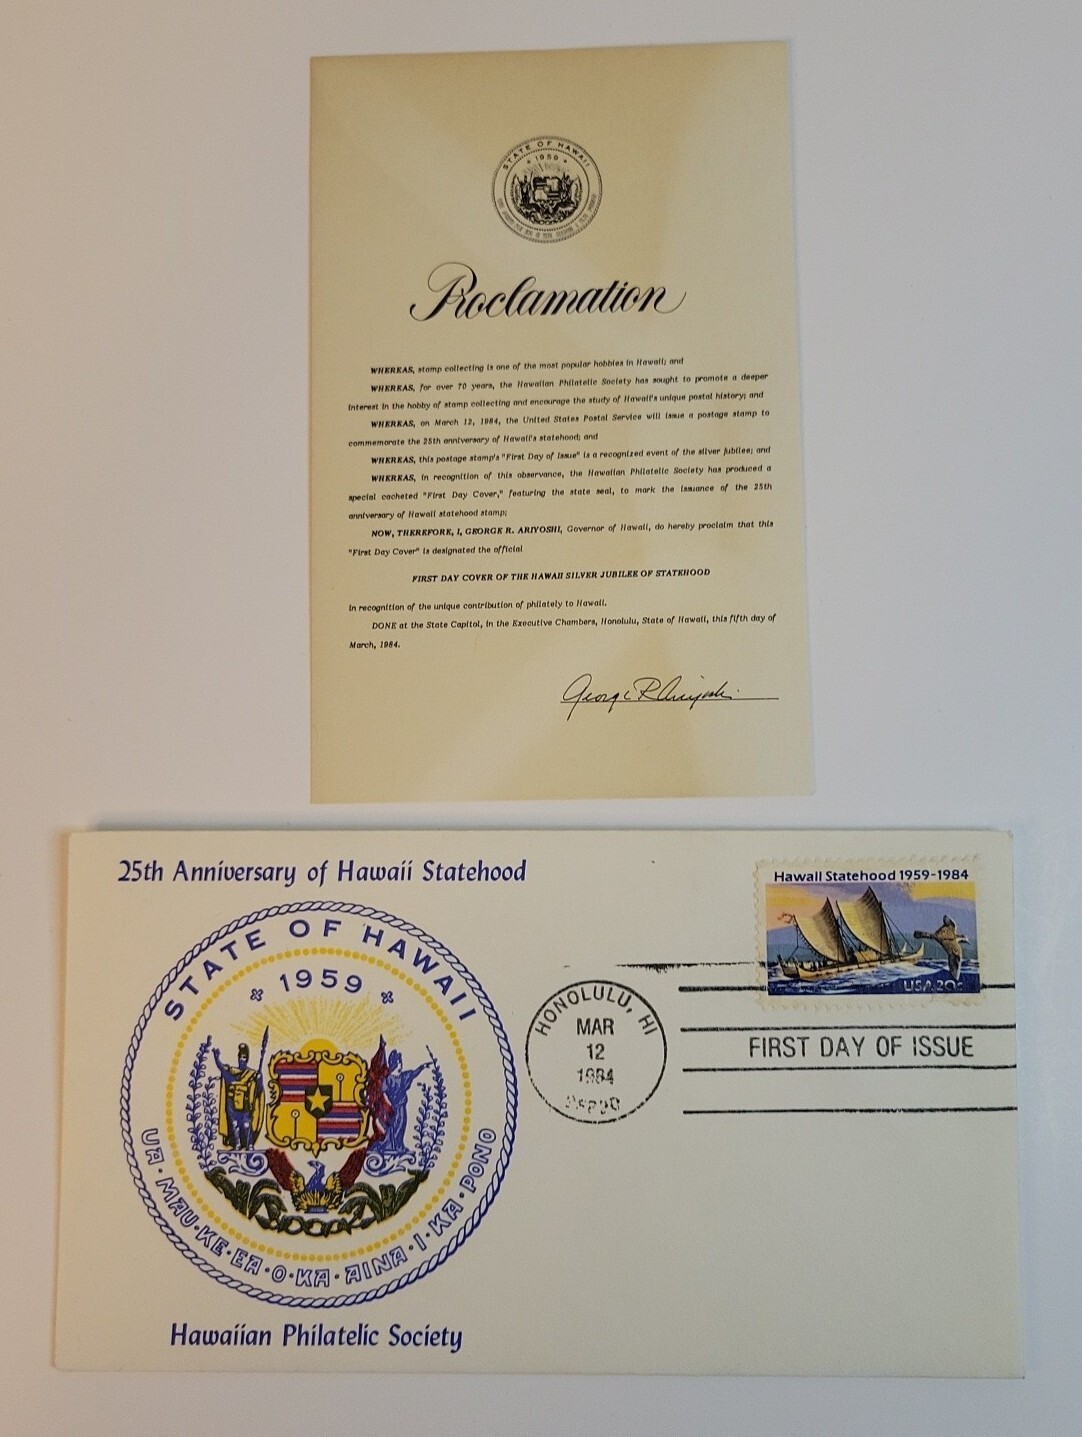 STATE OF HAWAII
1959
Proclamation
WHEREAS, stamp collecting is one of the most popular hobbies in Hawaii; and
WHEREAS, for over 70 years, the Hawaiian Philatelic Society has sought to promote a deeper
interest in the hobby of stamp collecting and encourage the study of Hawaii's unique postal history; and
WHEREAS, on March 12, 1984, the United States Postal Service will issue a postage stamp to
commemorate the 25th anniversary of Hawaii's statehood; and
WHEREAS, this postage stamp's "First Day of Issue" is a recognized event of the silver jubilee; and
WHEREAS, in recognition of this observance, the Hawaiian Philatelic Society has produced a
special cacheted "First Day Cover," featuring the state seal, to mark the issuance of the 25th
anniversary of Hawaii statehood stamp;
NOW, THEREFORE, I, GEORGE R. ARIYOSHI, Governor of Hawaii, do hereby proclaim that this
"First Day Cover" is designated the official
FIRST DAY COVER OF THE HAWAII SILVER JUBILEE OF STATEHOOD
in recognition of the unique contribution of philately to Hawaii.
DONE at the State Capitol, in the Executive Chambers, Honolulu, State of Hawaii, this fifth day of
March, 1984.
George R. Ariyoshi
25th Anniversary of Hawaii Statehood
STATE OF HAWAII
1959
UA · MAU · KE · EA · O · KA · AINA · I · KA · PONO
Hawaiian Philatelic Society
Hawaii Statehood 1959-1984
USA 20c
HONOLULU, HI
MAR
12
1984
FIRST DAY OF ISSUE